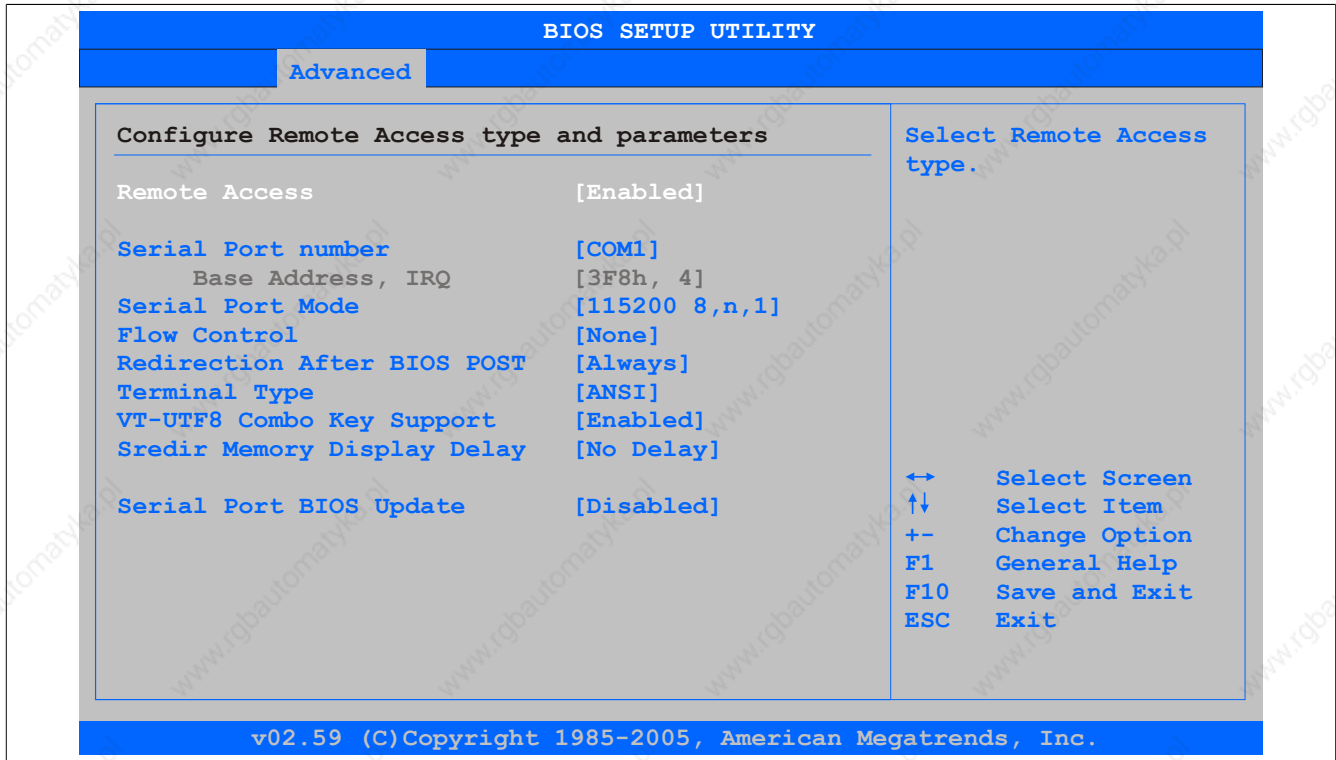 BIOS SETUP UTILITY
Advanced
Configure Remote Access type and parameters
Remote Access [Enabled]
Serial Port number [COM1]
Base Address, IRQ [3F8h, 4]
Serial Port Mode [115200 8,n,1]
Flow Control [None]
Redirection After BIOS POST [Always]
Terminal Type [ANSI]
VT-UTF8 Combo Key Support [Enabled]
Sredir Memory Display Delay [No Delay]
Serial Port BIOS Update [Disabled]
Select Remote Access
type.
↔ Select Screen
↑↓ Select Item
+- Change Option
F1 General Help
F10 Save and Exit
ESC Exit
v02.59 (C)Copyright 1985-2005, American Megatrends, Inc.
www.rgbautomatyka.pl